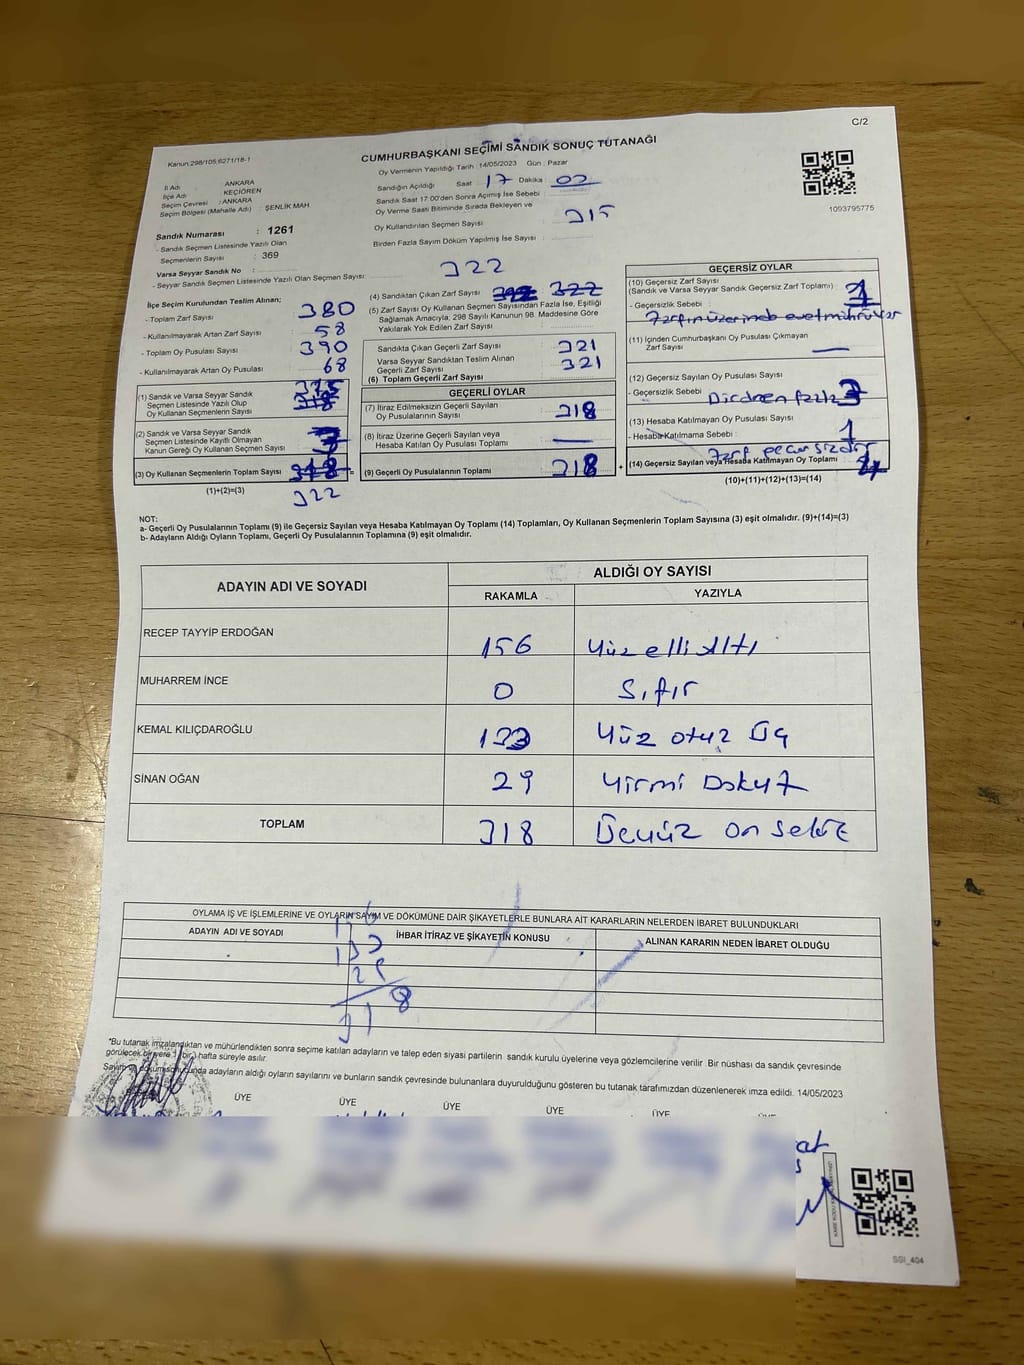 C/2
Kanun.298/105,6271/18-1
CUMHURBAŞKANI SEÇİMİ SANDIK SONUÇ TUTANAĞI
Oy Vermenin Yapıldığı Tarih : 14/05/2023 Gün : Pazar
İl Adı : ANKARA
İlçe Adı : KEÇİÖREN
Seçim Çevresi : ANKARA
Seçim Bölgesi (Mahalle Adı) : ŞENLİK MAH.
Sandığın Açıldığı Saat 17 Dakika 02
Sandık Saat 17:00'den Sonra Açılmış İse Sebebi :
Oy Verme Saati Bitiminde Sırada Bekleyen ve
Oy Kullandırılan Seçmen Sayısı : 315
Birden Fazla Sayım Döküm Yapılmış İse Sayısı :
1093795775
Sandık Numarası : 1261
- Sandık Seçmen Listesinde Yazılı Olan
Seçmenlerin Sayısı : 369
Varsa Seyyar Sandık No :
- Seyyar Sandık Seçmen Listesinde Yazılı Olan Seçmen Sayısı :
322
İlçe Seçim Kurulundan Teslim Alınan;
- Toplam Zarf Sayısı : 380
- Kullanılmayarak Artan Zarf Sayısı : 58
- Toplam Oy Pusulası Sayısı : 390
- Kullanılmayarak Artan Oy Pusulası : 68
375
(1) Sandık ve Varsa Seyyar Sandık
Seçmen Listesinde Yazılı Olup
Oy Kullanan Seçmenlerin Sayısı 318
(2) Sandık ve Varsa Seyyar Sandık
Seçmen Listesinde Kayıtlı Olmayan
Kanun Gereği Oy Kullanan Seçmen Sayısı
(3) Oy Kullanan Seçmenlerin Toplam Sayısı 318 =
(1)+(2)=(3)
322
(4) Sandıktan Çıkan Zarf Sayısı : 322
(5) Zarf Sayısı Oy Kullanan Seçmen Sayısından Fazla İse, Eşitliği
Sağlamak Amacıyla; 298 Sayılı Kanunun 98. Maddesine Göre
Yakılarak Yok Edilen Zarf Sayısı :
Sandıkta Çıkan Geçerli Zarf Sayısı : 321
Varsa Seyyar Sandıktan Teslim Alınan
Geçerli Zarf Sayısı : 321
(6) Toplam Geçerli Zarf Sayısı
GEÇERLİ OYLAR
(7) İtiraz Edilmeksizin Geçerli Sayılan
Oy Pusulalarının Sayısı : 318
(8) İtiraz Üzerine Geçerli Sayılan veya
Hesaba Katılan Oy Pusulası Toplamı : —
(9) Geçerli Oy Pusulalarının Toplamı : 318 +
GEÇERSİZ OYLAR
(10) Geçersiz Zarf Sayısı
(Sandık ve Varsa Seyyar Sandık Geçersiz Zarf Toplamı) : 1
- Geçersizlik Sebebi :
Zarfın üzerinde evet mührü var
(11) İçinden Cumhurbaşkanı Oy Pusulası Çıkmayan
Zarf Sayısı : —
(12) Geçersiz Sayılan Oy Pusulası Sayısı
- Geçersizlik Sebebi : Birden fazla 3
(13) Hesaba Katılmayan Oy Pusulası Sayısı : 1
- Hesaba Katılmama Sebebi :
Zarf geçersizdir
(14) Geçersiz Sayılan veya Hesaba Katılmayan Oy Toplamı
(10)+(11)+(12)+(13)=(14)
NOT:
a- Geçerli Oy Pusulalarının Toplamı (9) ile Geçersiz Sayılan veya Hesaba Katılmayan Oy Toplamı (14) Toplamları, Oy Kullanan Seçmenlerin Toplam Sayısına (3) eşit olmalıdır. (9)+(14)=(3)
b- Adayların Aldığı Oyların Toplamı, Geçerli Oy Pusulalarının Toplamına (9) eşit olmalıdır.
ADAYIN ADI VE SOYADI
ALDIĞI OY SAYISI
RAKAMLA YAZIYLA
RECEP TAYYİP ERDOĞAN 156 Yüz elli Altı
MUHARREM İNCE 0 Sıfır
KEMAL KILIÇDAROĞLU 133 Yüz otuz Üç
SİNAN OĞAN 29 Yirmi Dokuz
TOPLAM 318 Üçyüz on sekiz
OYLAMA İŞ VE İŞLEMLERİNE VE OYLARIN SAYIM VE DÖKÜMÜNE DAİR ŞİKAYETLERLE BUNLARA AİT KARARLARIN NELERDEN İBARET BULUNDUKLARI
ADAYIN ADI VE SOYADI İHBAR İTİRAZ VE ŞİKAYETİN KONUSU ALINAN KARARIN NEDEN İBARET OLDUĞU
156
133
29
318
*Bu tutanak imzalandıktan ve mühürlendikten sonra seçime katılan adayların ve talep eden siyasi partilerin sandık kurulu üyelerine veya gözlemcilerine verilir. Bir nüshası da sandık çevresinde
görülecek bir yere 1 (bir) hafta süreyle asılır.
Sayım ve dökümü sonucunda adayların aldığı oyların sayılarını ve bunların sandık çevresinde bulunanlara duyurulduğunu gösteren bu tutanak tarafımızdan düzenlenerek imza edildi. 14/05/2023
ÜYE ÜYE ÜYE ÜYE ÜYE ÜYE
SGI_404